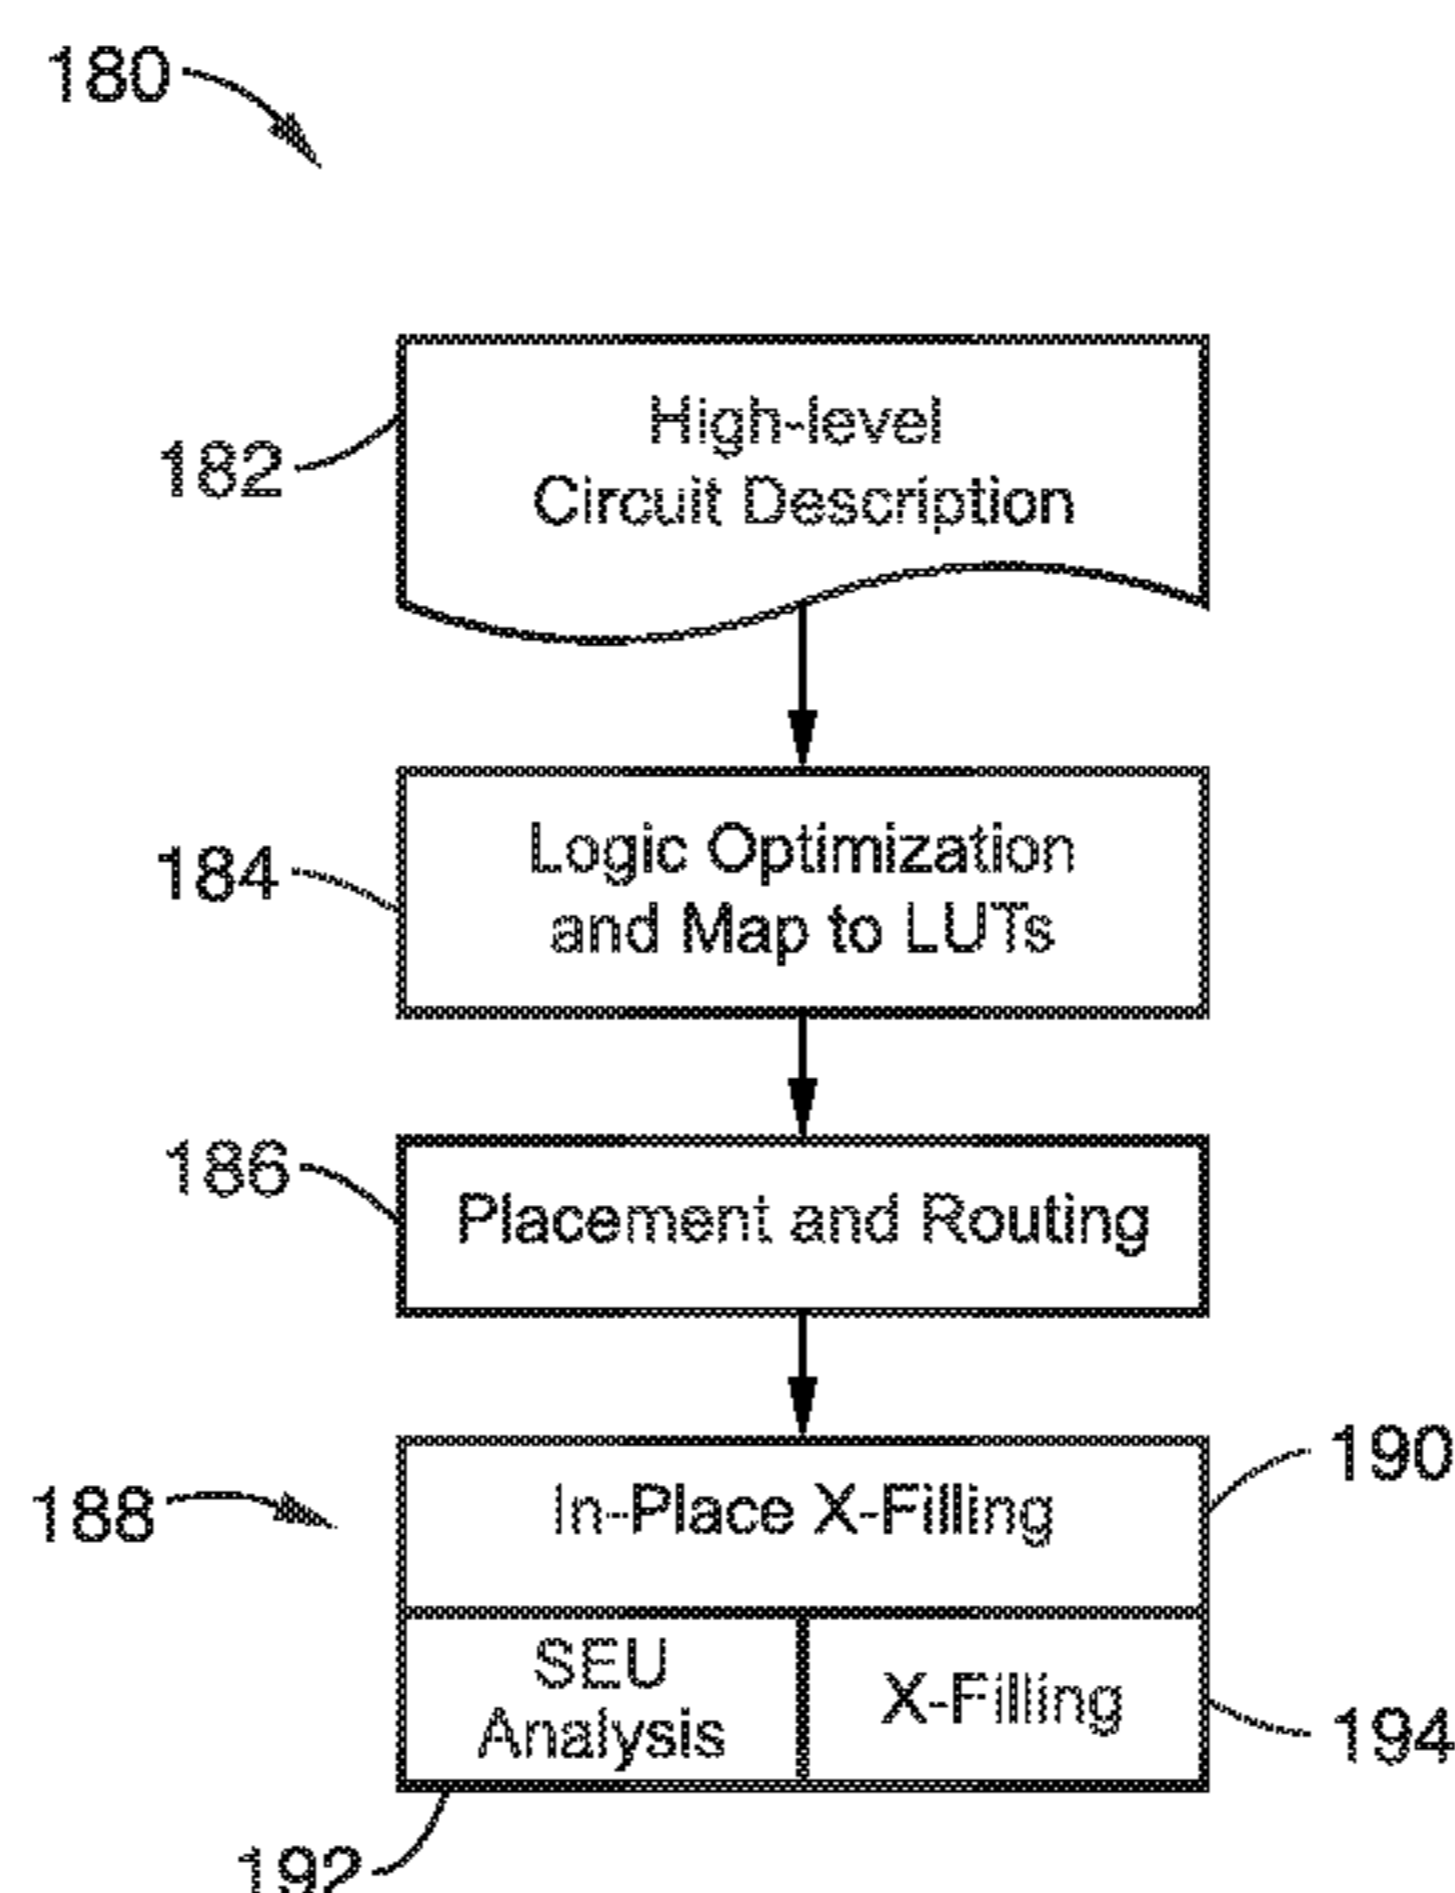 180
182
High-level
Circuit Description
184
Logic Optimization
and Map to LUTs
186
Placement and Routing
188
In-Place X-Filling
190
SEU
Analysis
X-Filling
194
192